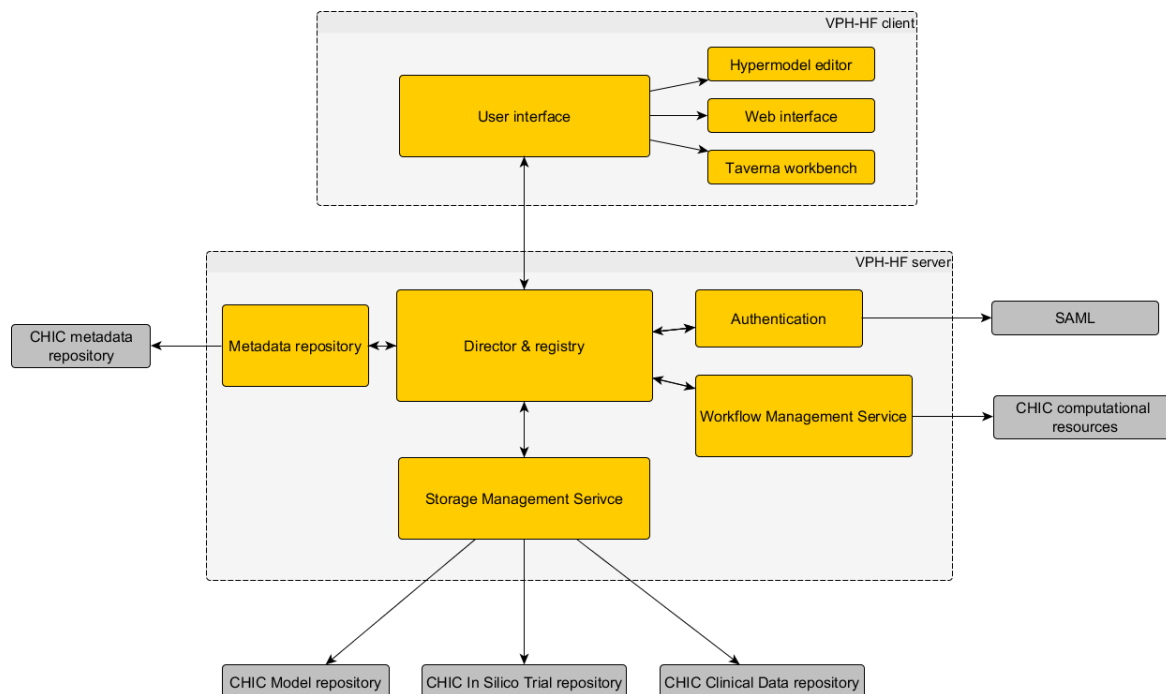 VPH-HF client
Hypermodel editor
User interface
Web interface
Taverna workbench
VPH-HF server
Authentication
SAML
CHIC metadata
repository
Metadata repository
Director & registry
Workflow Management Service
CHIC computational
resources
Storage Management Serivce
CHIC Model repository
CHIC In Silico Trial repository
CHIC Clinical Data repository